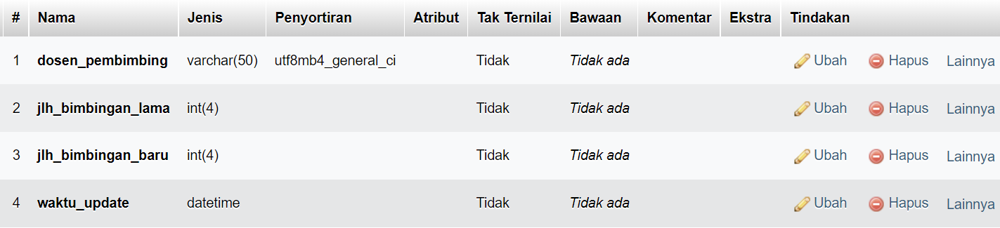 # Nama Jenis Penyortiran Atribut Tak Ternilai Bawaan Komentar Ekstra Tindakan
1 dosen_pembimbing varchar(50) utf8mb4_general_ci Tidak Tidak ada Ubah Hapus Lainnya
2 jlh_bimbingan_lama int(4) Tidak Tidak ada Ubah Hapus Lainnya
3 jlh_bimbingan_baru int(4) Tidak Tidak ada Ubah Hapus Lainnya
4 waktu_update datetime Tidak Tidak ada Ubah Hapus Lainnya